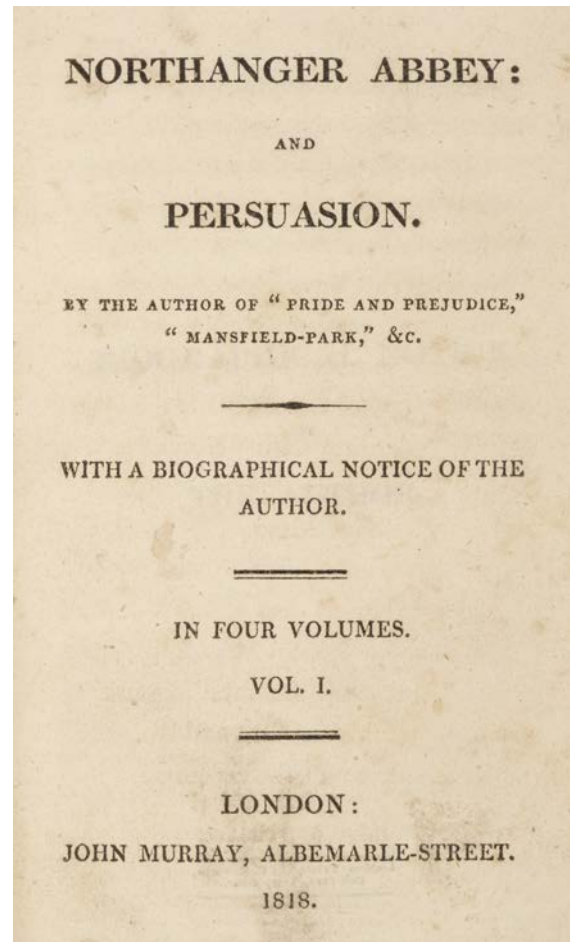 NORTHANGER ABBEY:
AND
PERSUASION.
BY THE AUTHOR OF “ PRIDE AND PREJUDICE,”
“ MANSFIELD-PARK,” &C.
WITH A BIOGRAPHICAL NOTICE OF THE
AUTHOR.
IN FOUR VOLUMES.
VOL. I.
LONDON:
JOHN MURRAY, ALBEMARLE-STREET.
1818.